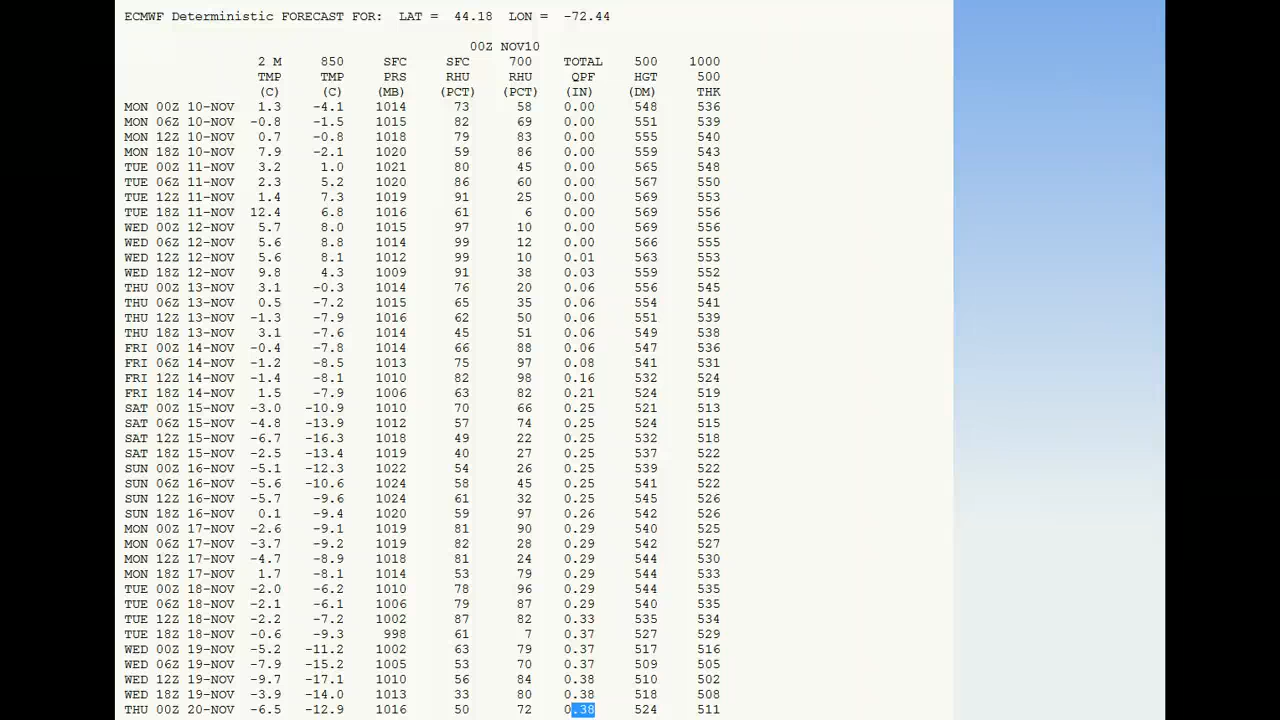 ECMWF Deterministic FORECAST FOR: LAT = 44.18 LON = -72.44
00Z NOV10
2 M 850 SFC SFC 700 TOTAL 500 1000
TMP TMP PRS RHU RHU QPF HGT 500
(C) (C) (MB) (PCT) (PCT) (IN) (DM) THK
MON 00Z 10-NOV 1.3 -4.1 1014 73 58 0.00 548 536
MON 06Z 10-NOV -0.8 -1.5 1015 82 69 0.00 551 539
MON 12Z 10-NOV 0.7 -0.8 1018 79 83 0.00 555 540
MON 18Z 10-NOV 7.9 -2.1 1020 59 86 0.00 559 543
TUE 00Z 11-NOV 3.2 1.0 1021 80 45 0.00 565 548
TUE 06Z 11-NOV 2.3 5.2 1020 86 60 0.00 567 550
TUE 12Z 11-NOV 1.4 7.3 1019 91 25 0.00 569 553
TUE 18Z 11-NOV 12.4 6.8 1016 61 6 0.00 569 556
WED 00Z 12-NOV 5.7 8.0 1015 97 10 0.00 569 556
WED 06Z 12-NOV 5.6 8.8 1014 99 12 0.00 566 555
WED 12Z 12-NOV 5.6 8.1 1012 99 10 0.01 563 553
WED 18Z 12-NOV 9.8 4.3 1009 91 38 0.03 559 552
THU 00Z 13-NOV 3.1 -0.3 1014 76 20 0.06 556 545
THU 06Z 13-NOV 0.5 -7.2 1015 65 35 0.06 554 541
THU 12Z 13-NOV -1.3 -7.9 1016 62 50 0.06 551 539
THU 18Z 13-NOV 3.1 -7.6 1014 45 51 0.06 549 538
FRI 00Z 14-NOV -0.4 -7.8 1014 66 88 0.06 547 536
FRI 06Z 14-NOV -1.2 -8.5 1013 75 97 0.08 541 531
FRI 12Z 14-NOV -1.4 -8.1 1010 82 98 0.16 532 524
FRI 18Z 14-NOV 1.5 -7.9 1006 63 82 0.21 524 519
SAT 00Z 15-NOV -3.0 -10.9 1010 70 66 0.25 521 513
SAT 06Z 15-NOV -4.8 -13.9 1012 57 74 0.25 524 515
SAT 12Z 15-NOV -6.7 -16.3 1018 49 22 0.25 532 518
SAT 18Z 15-NOV -2.5 -13.4 1019 40 27 0.25 537 522
SUN 00Z 16-NOV -5.1 -12.3 1022 54 26 0.25 539 522
SUN 06Z 16-NOV -5.6 -10.6 1024 58 45 0.25 541 522
SUN 12Z 16-NOV -5.7 -9.6 1024 61 32 0.25 545 526
SUN 18Z 16-NOV 0.1 -9.4 1020 59 97 0.26 542 526
MON 00Z 17-NOV -2.6 -9.1 1019 81 90 0.29 540 525
MON 06Z 17-NOV -3.7 -9.2 1019 82 28 0.29 542 527
MON 12Z 17-NOV -4.7 -8.9 1018 81 24 0.29 544 530
MON 18Z 17-NOV 1.7 -8.1 1014 53 79 0.29 544 533
TUE 00Z 18-NOV -2.0 -6.2 1010 78 96 0.29 544 535
TUE 06Z 18-NOV -2.1 -6.1 1006 79 87 0.29 540 535
TUE 12Z 18-NOV -2.2 -7.2 1002 87 82 0.33 535 534
TUE 18Z 18-NOV -0.6 -9.3 998 61 7 0.37 527 529
WED 00Z 19-NOV -5.2 -11.2 1002 63 79 0.37 517 516
WED 06Z 19-NOV -7.9 -15.2 1005 53 70 0.37 509 505
WED 12Z 19-NOV -9.7 -17.1 1010 56 84 0.38 510 502
WED 18Z 19-NOV -3.9 -14.0 1013 33 80 0.38 518 508
THU 00Z 20-NOV -6.5 -12.9 1016 50 72 0.38 524 511